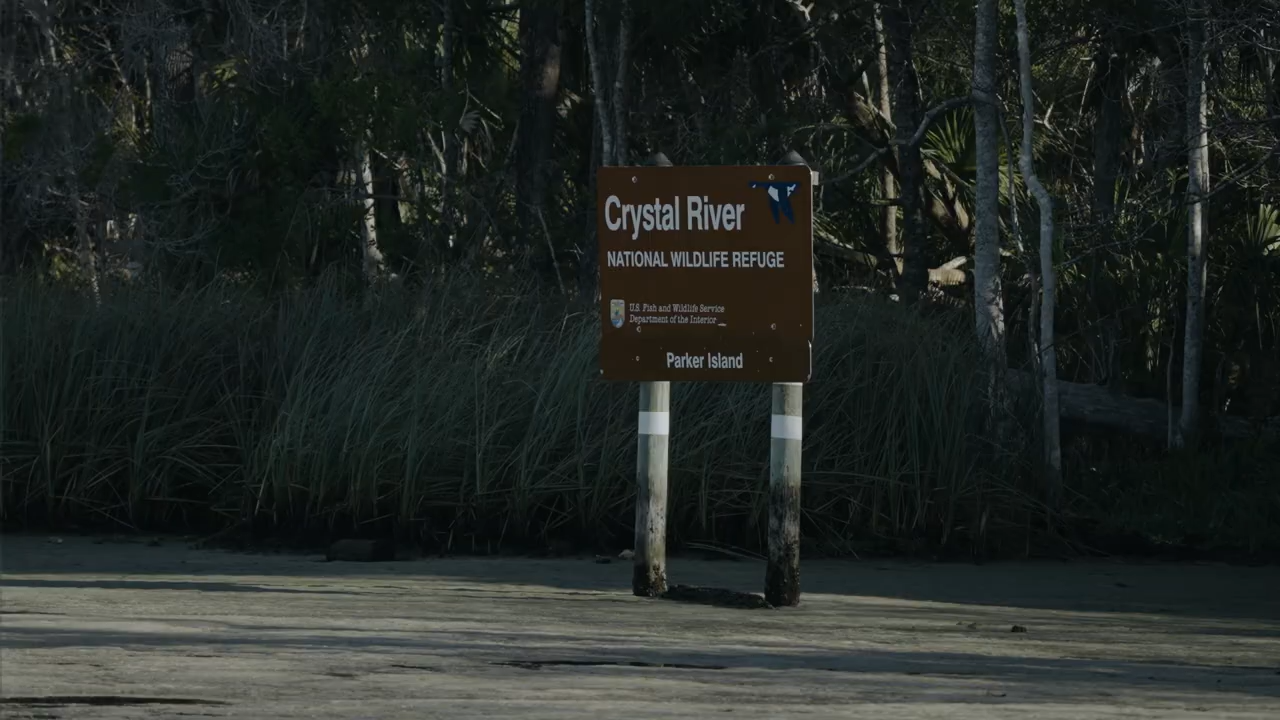 Crystal River
NATIONAL WILDLIFE REFUGE
U.S. Fish and Wildlife Service
Department of the Interior
Parker Island